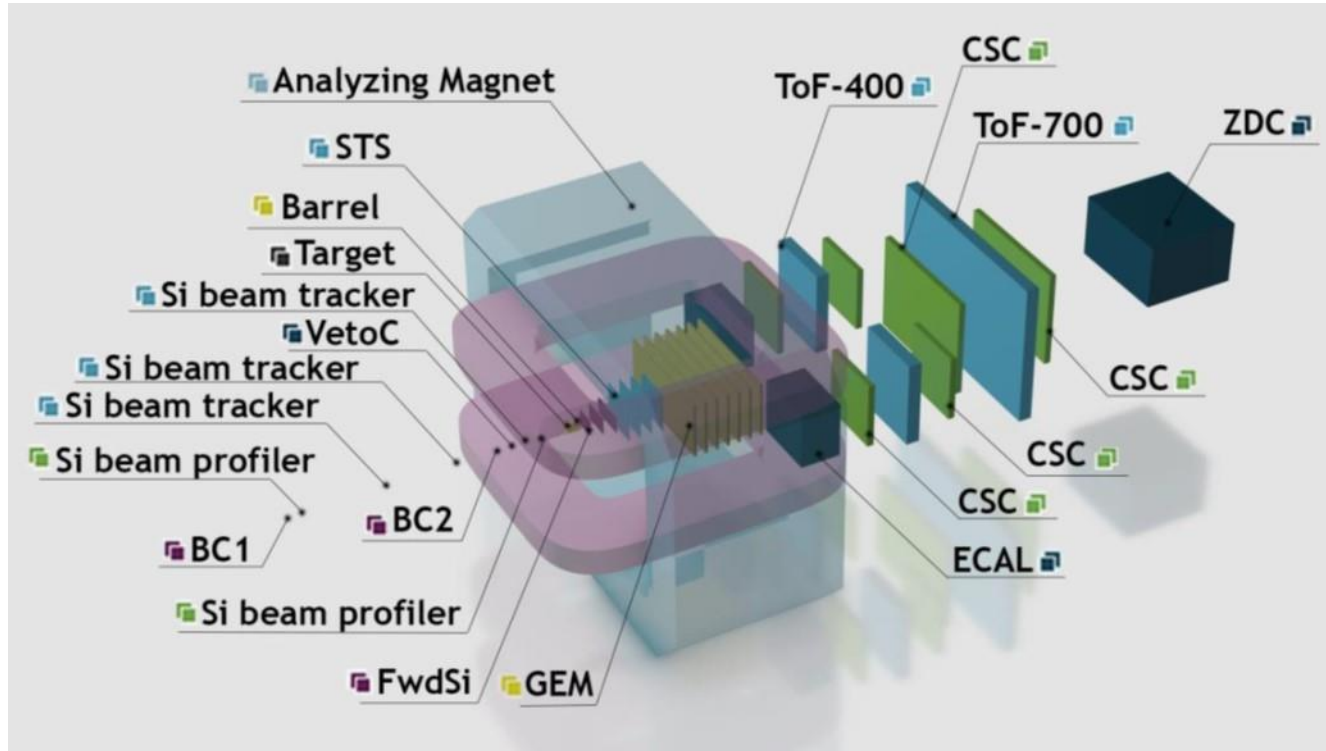 CSC
Analyzing Magnet
ToF-400
ToF-700
ZDC
STS
Barrel
Target
Si beam tracker
VetoC
Si beam tracker
CSC
Si beam tracker
Si beam profiler
CSC
CSC
BC2
BC1
ECAL
Si beam profiler
FwdSi
GEM